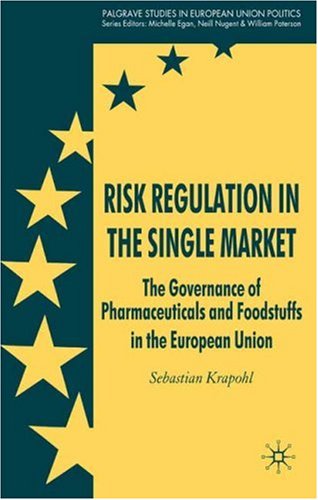 PALGRAVE STUDIES IN EUROPEAN UNION POLITICS
Series Editors: Michelle Egan, Neill Nugent & William Paterson
RISK REGULATION IN
THE SINGLE MARKET
The Governance of
Pharmaceuticals and Foodstuffs
in the European Union
Sebastian Krapohl